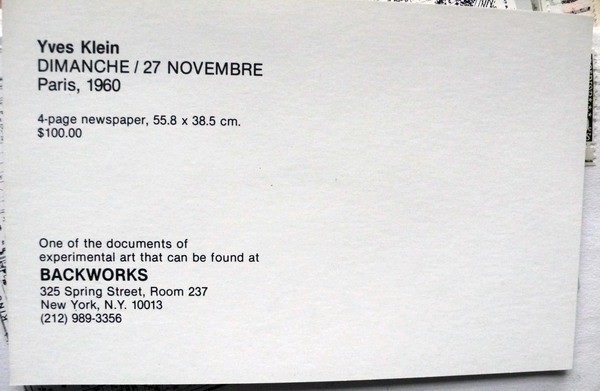 Yves Klein
DIMANCHE / 27 NOVEMBRE
Paris, 1960
4-page newspaper, 55.8 x 38.5 cm.
$100.00
One of the documents of
experimental art that can be found at
BACKWORKS
325 Spring Street, Room 237
New York, N.Y. 10013
(212) 989-3356